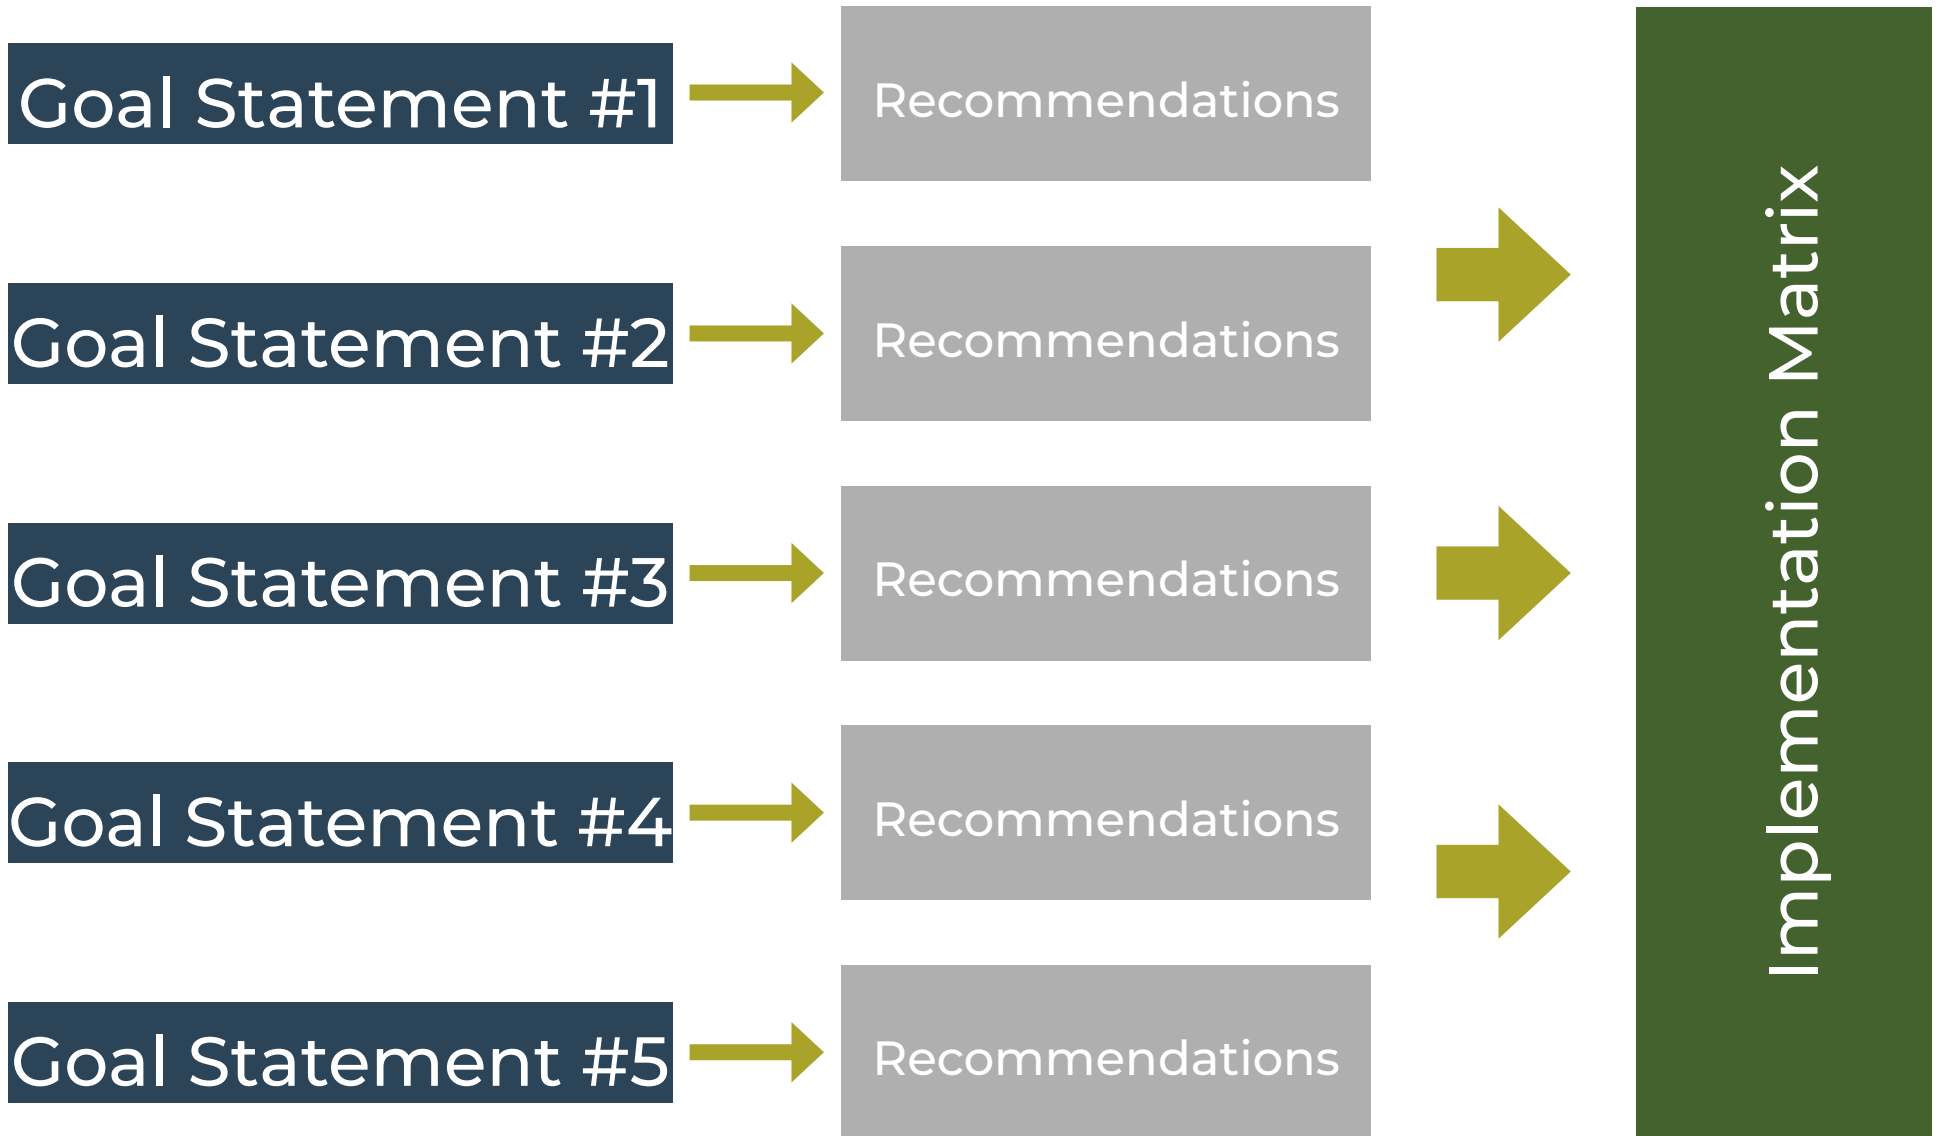 Goal Statement #1
Recommendations
Goal Statement #2
Recommendations
Goal Statement #3
Recommendations
Goal Statement #4
Recommendations
Goal Statement #5
Recommendations
Implementation Matrix